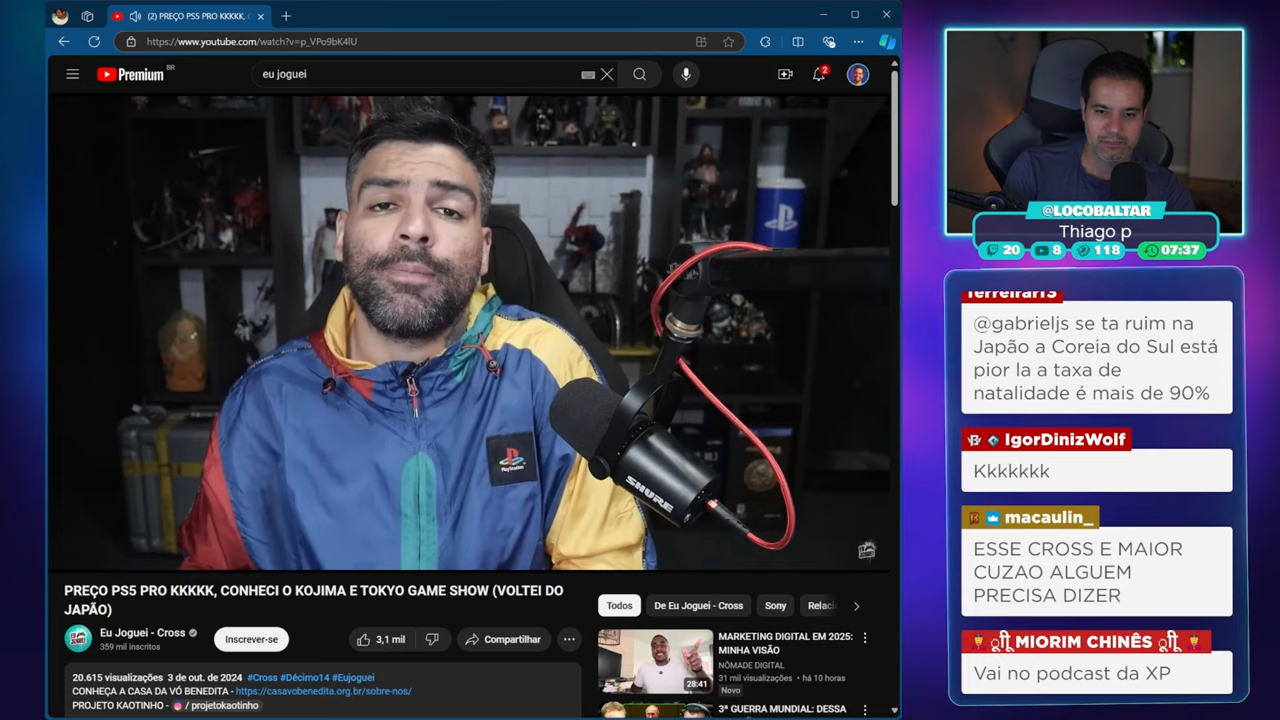 (2) PREÇO PS5 PRO KKKKK, C
https://www.youtube.com/watch?v=p_VPo9bK4lU
Premium BR
eu joguei
2
PlayStation
SHURE
PREÇO PS5 PRO KKKKK, CONHECI O KOJIMA E TOKYO GAME SHOW (VOLTEI DO
JAPÃO)
Eu Joguei - Cross
359 mil inscritos
Inscrever-se
3,1 mil
Compartilhar
20.615 visualizações 3 de out. de 2024 #Cross #Décimo14 #Eujoguei
CONHEÇA A CASA DA VÓ BENEDITA - https://casavobenedita.org.br/sobre-nos/
PROJETO KAOTINHO - / projetokaotinho
Todos
De Eu Joguei - Cross
Sony
Relaci
28:41
MARKETING DIGITAL EM 2025:
MINHA VISÃO
NÔMADE DIGITAL
31 mil visualizações • há 10 horas
Novo
3ª GUERRA MUNDIAL: DESSA
@LOCOBALTAR
Thiago p
20
8
118
07:37
ferreirar13
@gabrieljs se ta ruim na
Japão a Coreia do Sul está
pior la a taxa de
natalidade é mais de 90%
IgorDinizWolf
Kkkkkkk
macaulin_
ESSE CROSS E MAIOR
CUZAO ALGUEM
PRECISA DIZER
MIORIM CHINÊS
Vai no podcast da XP